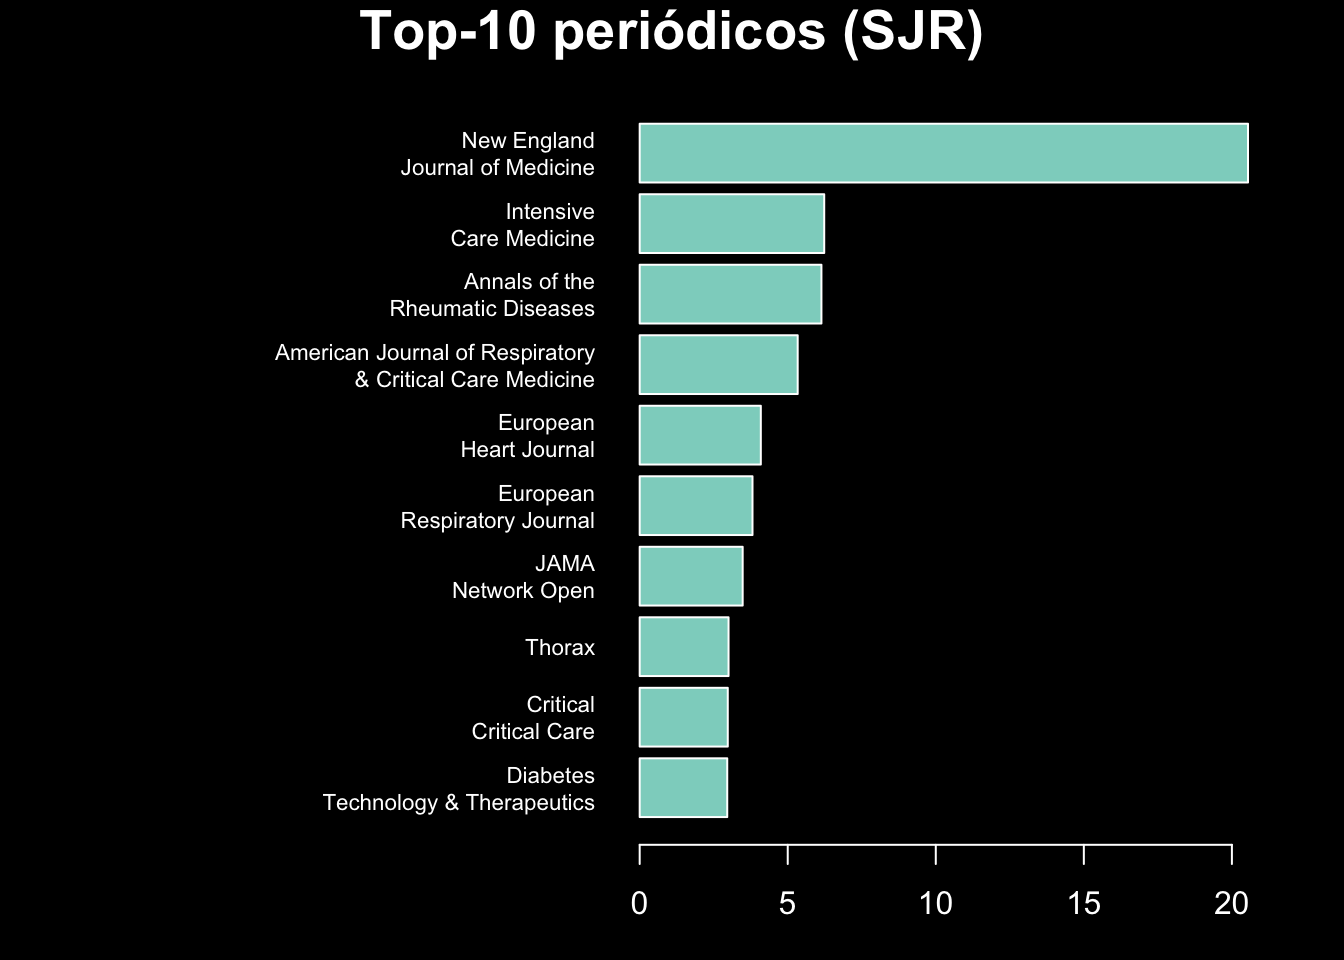 Top-10 periódicos (SJR)
New England
Journal of Medicine
Intensive
Care Medicine
Annals of the
Rheumatic Diseases
American Journal of Respiratory
& Critical Care Medicine
European
Heart Journal
European
Respiratory Journal
JAMA
Network Open
Thorax
Critical
Critical Care
Diabetes
Technology & Therapeutics
0 5 10 15 20